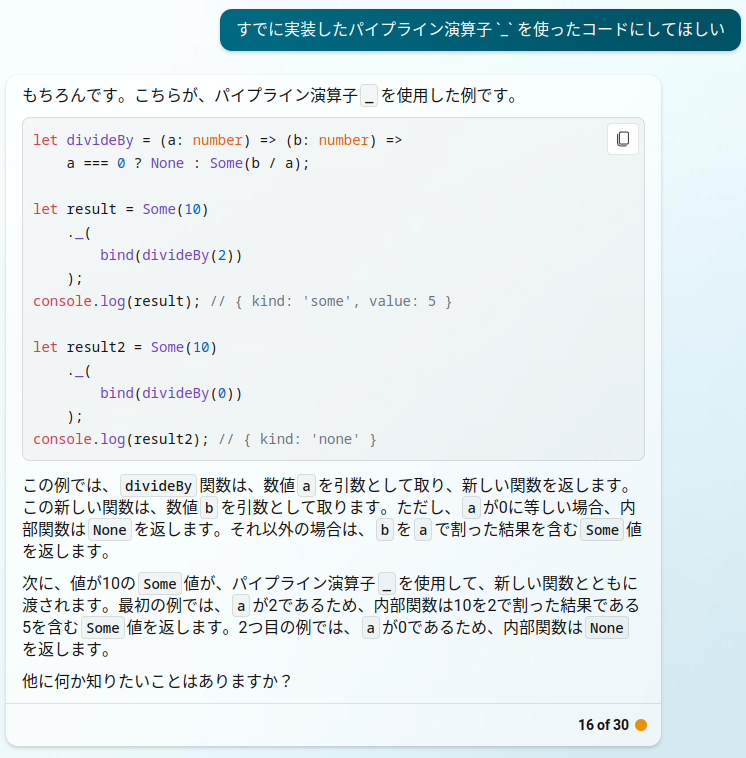 すでに実装したパイプライン演算子 `_` を使ったコードにしてほしい
もちろんです。こちらが、パイプライン演算子 _ を使用した例です。
let divideBy = (a: number) => (b: number) =>
    a === 0 ? None : Some(b / a);

let result = Some(10)
    ._(
        bind(divideBy(2))
    );
console.log(result); // { kind: 'some', value: 5 }

let result2 = Some(10)
    ._(
        bind(divideBy(0))
    );
console.log(result2); // { kind: 'none' }
この例では、 divideBy 関数は、数値 a を引数として取り、新しい関数を返します。
この新しい関数は、数値 b を引数として取ります。ただし、 a が0に等しい場合、内
部関数は None を返します。それ以外の場合は、 b を a で割った結果を含む Some 値
を返します。
次に、値が10の Some 値が、パイプライン演算子 _ を使用して、新しい関数とともに
渡されます。最初の例では、 a が2であるため、内部関数は10を2で割った結果である
5を含む Some 値を返します。2つ目の例では、 a が0であるため、内部関数は None
を返します。
他に何か知りたいことはありますか？
16 of 30